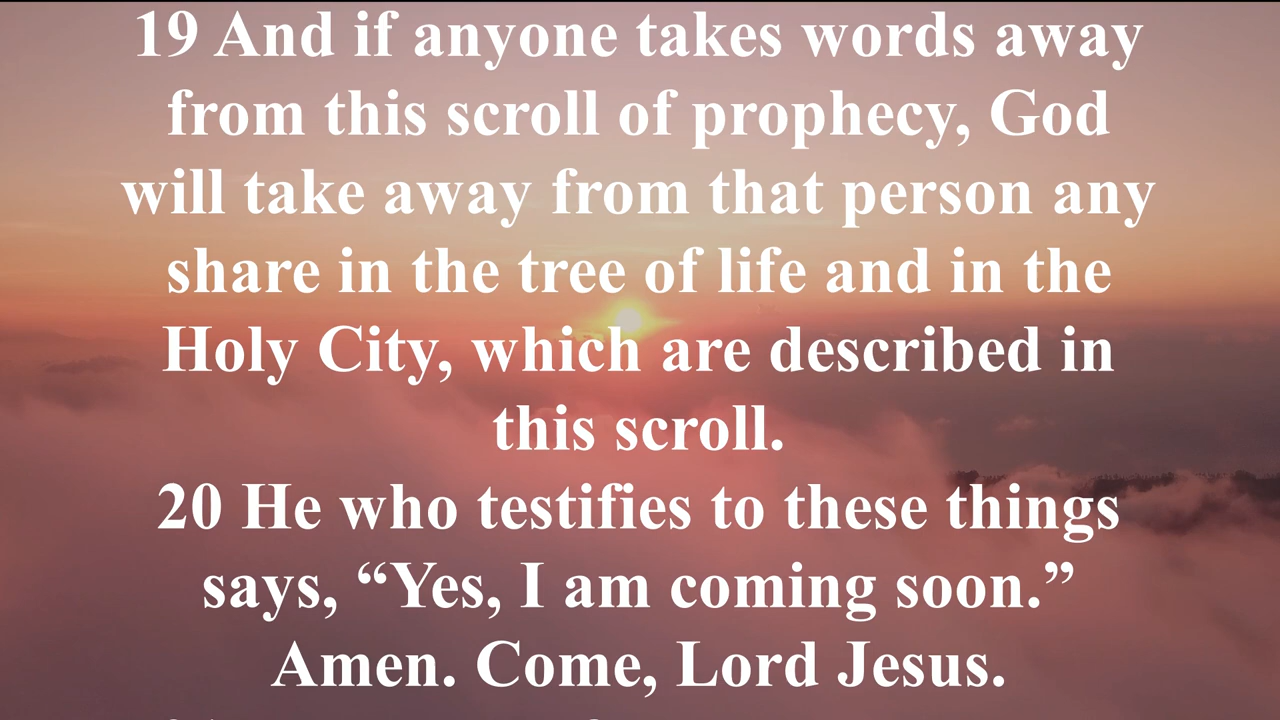 19 And if anyone takes words away
from this scroll of prophecy, God
will take away from that person any
share in the tree of life and in the
Holy City, which are described in
this scroll.
20 He who testifies to these things
says, “Yes, I am coming soon.”
Amen. Come, Lord Jesus.